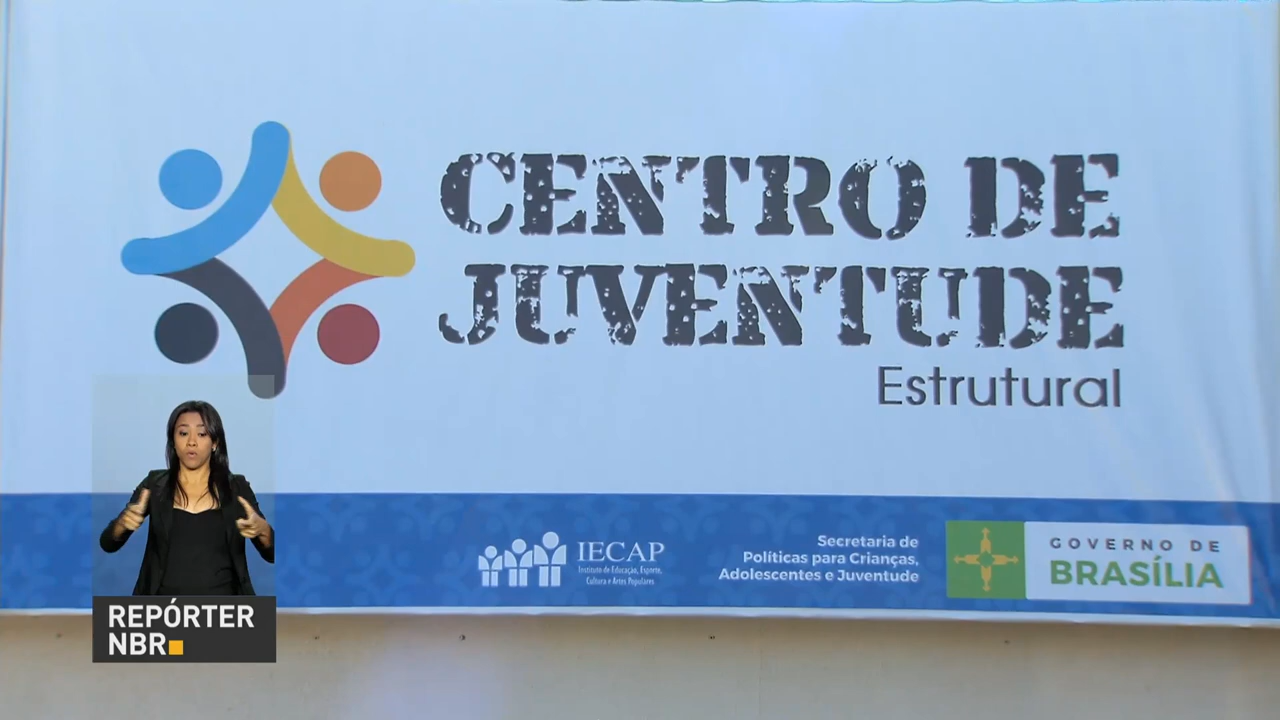 CENTRO DE
JUVENTUDE
Estrutural
IECAP
Instituto de Educação, Esporte,
Cultura e Artes Populares
Secretaria de
Políticas para Crianças,
Adolescentes e Juventude
GOVERNO DE
BRASÍLIA
REPÓRTER
NBR